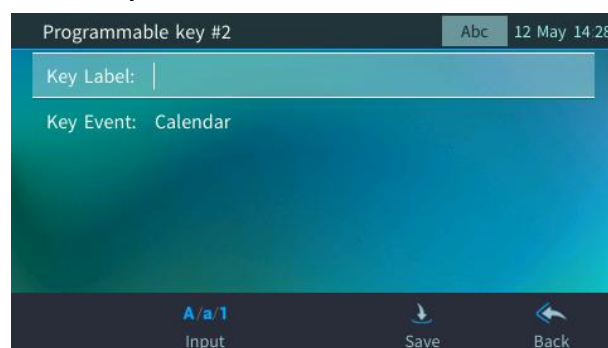 Programmable key #2 Abc 12 May 14:28
Key Label:
Key Event: Calendar
A/a/1
Input Save Back